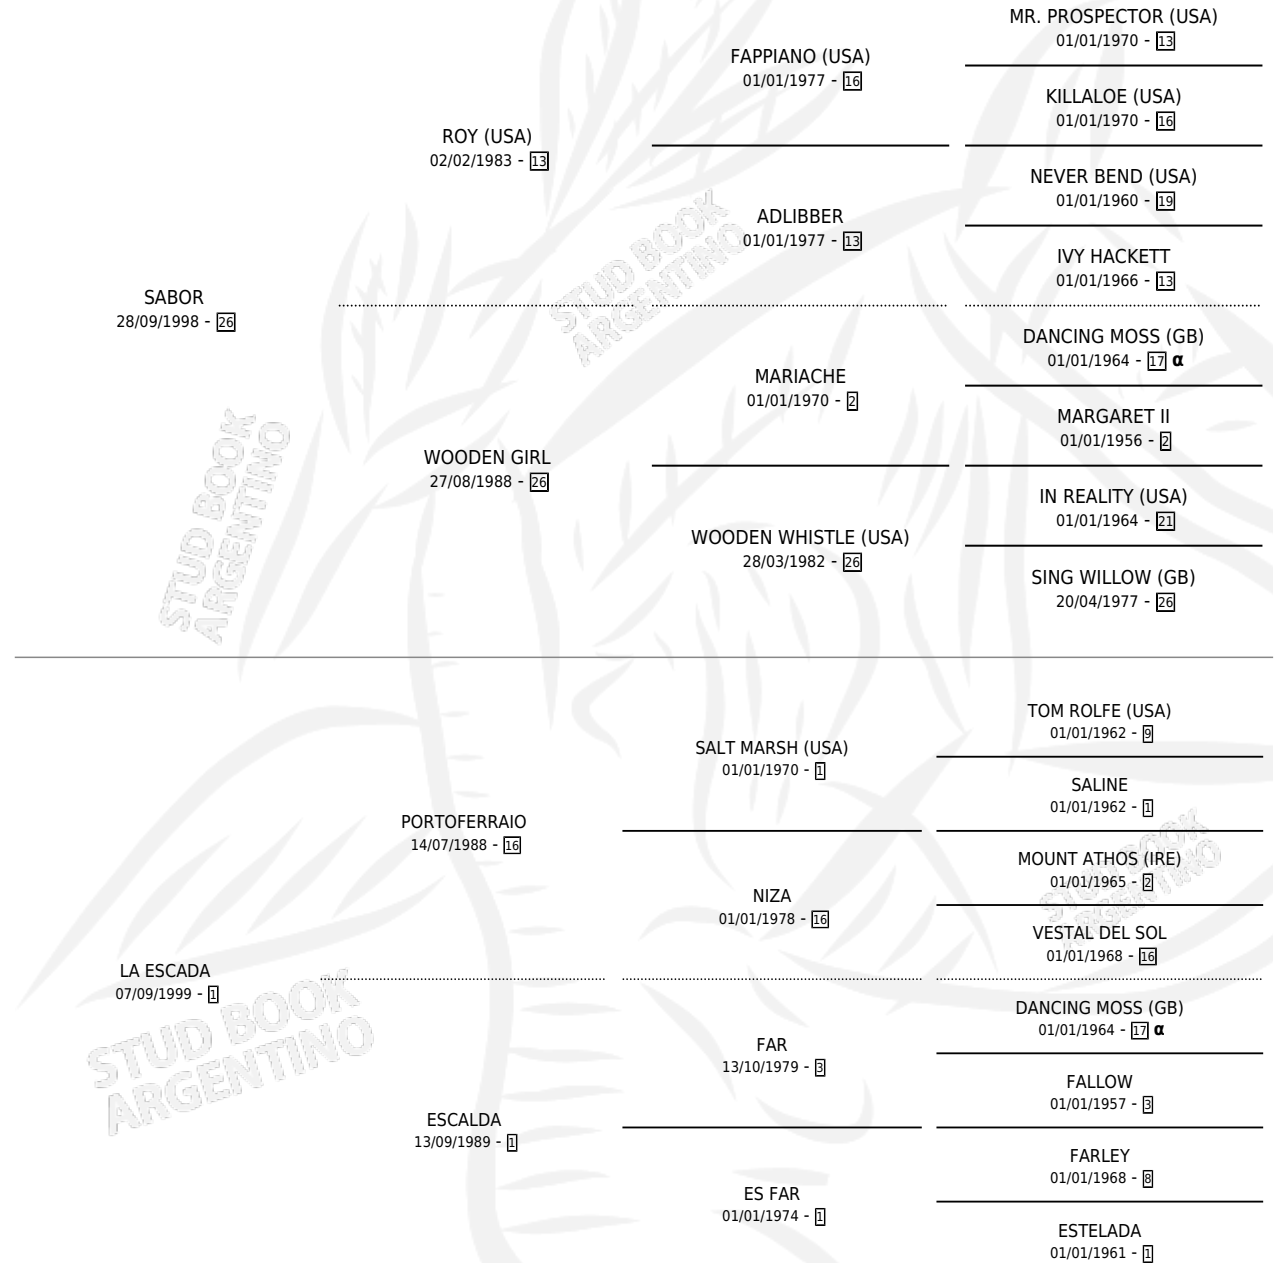 MR. PROSPECTOR (USA)
01/01/1970 - 13
FAPPIANO (USA)
01/01/1977 - 16
KILLALOE (USA)
01/01/1970 - 16
ROY (USA)
02/02/1983 - 13
NEVER BEND (USA)
01/01/1960 - 19
ADLIBBER
01/01/1977 - 13
IVY HACKETT
01/01/1966 - 13
STUD BOOK
ARGENTINO
SABOR
28/09/1998 - 26
DANCING MOSS (GB)
01/01/1964 - 17 α
MARIACHE
01/01/1970 - 2
MARGARET II
01/01/1956 - 2
WOODEN GIRL
27/08/1988 - 26
IN REALITY (USA)
01/01/1964 - 21
WOODEN WHISTLE (USA)
28/03/1982 - 26
SING WILLOW (GB)
20/04/1977 - 26
STUD BOOK
ARGENTINO
TOM ROLFE (USA)
01/01/1962 - 9
SALT MARSH (USA)
01/01/1970 - 1
SALINE
01/01/1962 - 1
PORTOFERRAIO
14/07/1988 - 16
MOUNT ATHOS (IRE)
01/01/1965 - 2
NIZA
01/01/1978 - 16
VESTAL DEL SOL
01/01/1968 - 16
STUD BOOK
ARGENTINO
LA ESCADA
07/09/1999 - 1
DANCING MOSS (GB)
01/01/1964 - 17 α
FAR
13/10/1979 - 3
FALLOW
01/01/1957 - 3
STUD BOOK
ARGENTINO
ESCALDA
13/09/1989 - 1
FARLEY
01/01/1968 - 8
ES FAR
01/01/1974 - 1
ESTELADA
01/01/1961 - 1